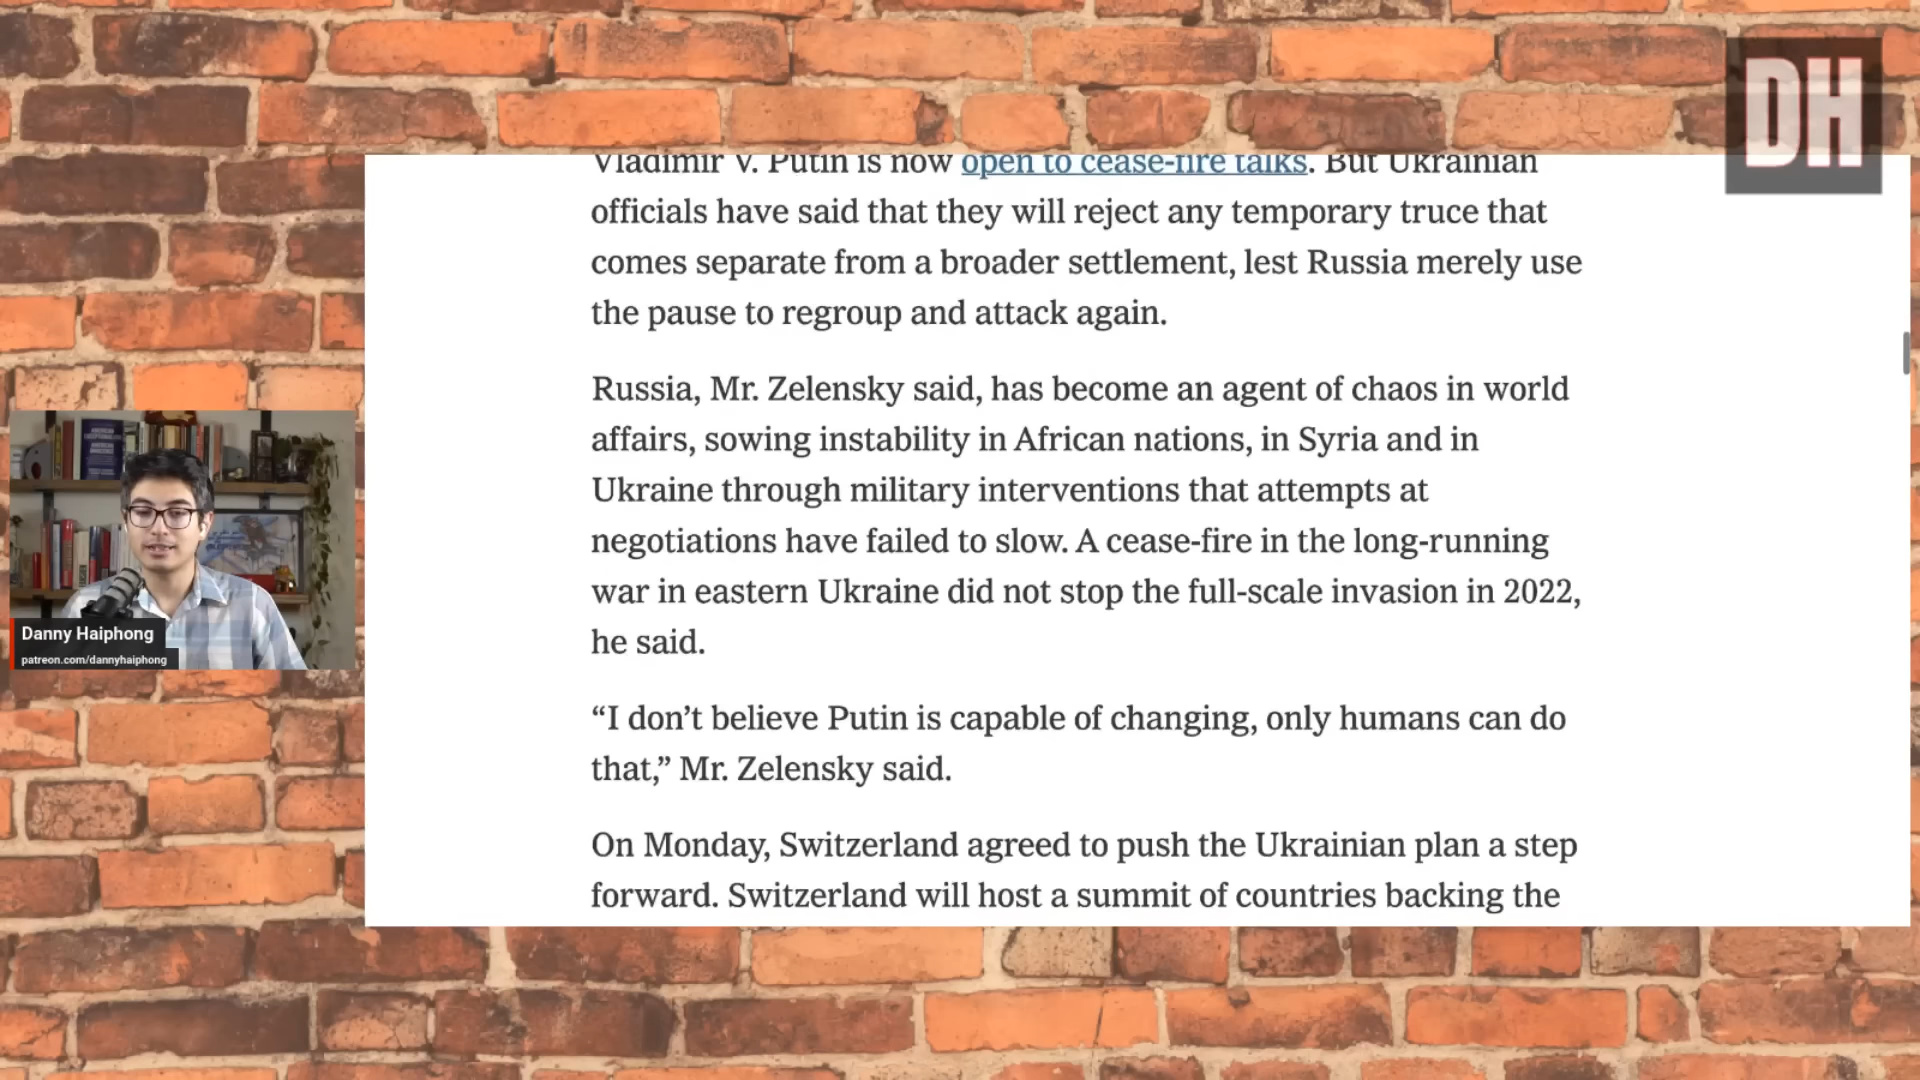 DH
Vladimir V. Putin is now open to cease-fire talks. But Ukrainian
officials have said that they will reject any temporary truce that
comes separate from a broader settlement, lest Russia merely use
the pause to regroup and attack again.
Russia, Mr. Zelensky said, has become an agent of chaos in world
affairs, sowing instability in African nations, in Syria and in
Ukraine through military interventions that attempts at
negotiations have failed to slow. A cease-fire in the long-running
war in eastern Ukraine did not stop the full-scale invasion in 2022,
he said.
“I don’t believe Putin is capable of changing, only humans can do
that,” Mr. Zelensky said.
On Monday, Switzerland agreed to push the Ukrainian plan a step
forward. Switzerland will host a summit of countries backing the
Danny Haiphong
patreon.com/dannyhaiphong